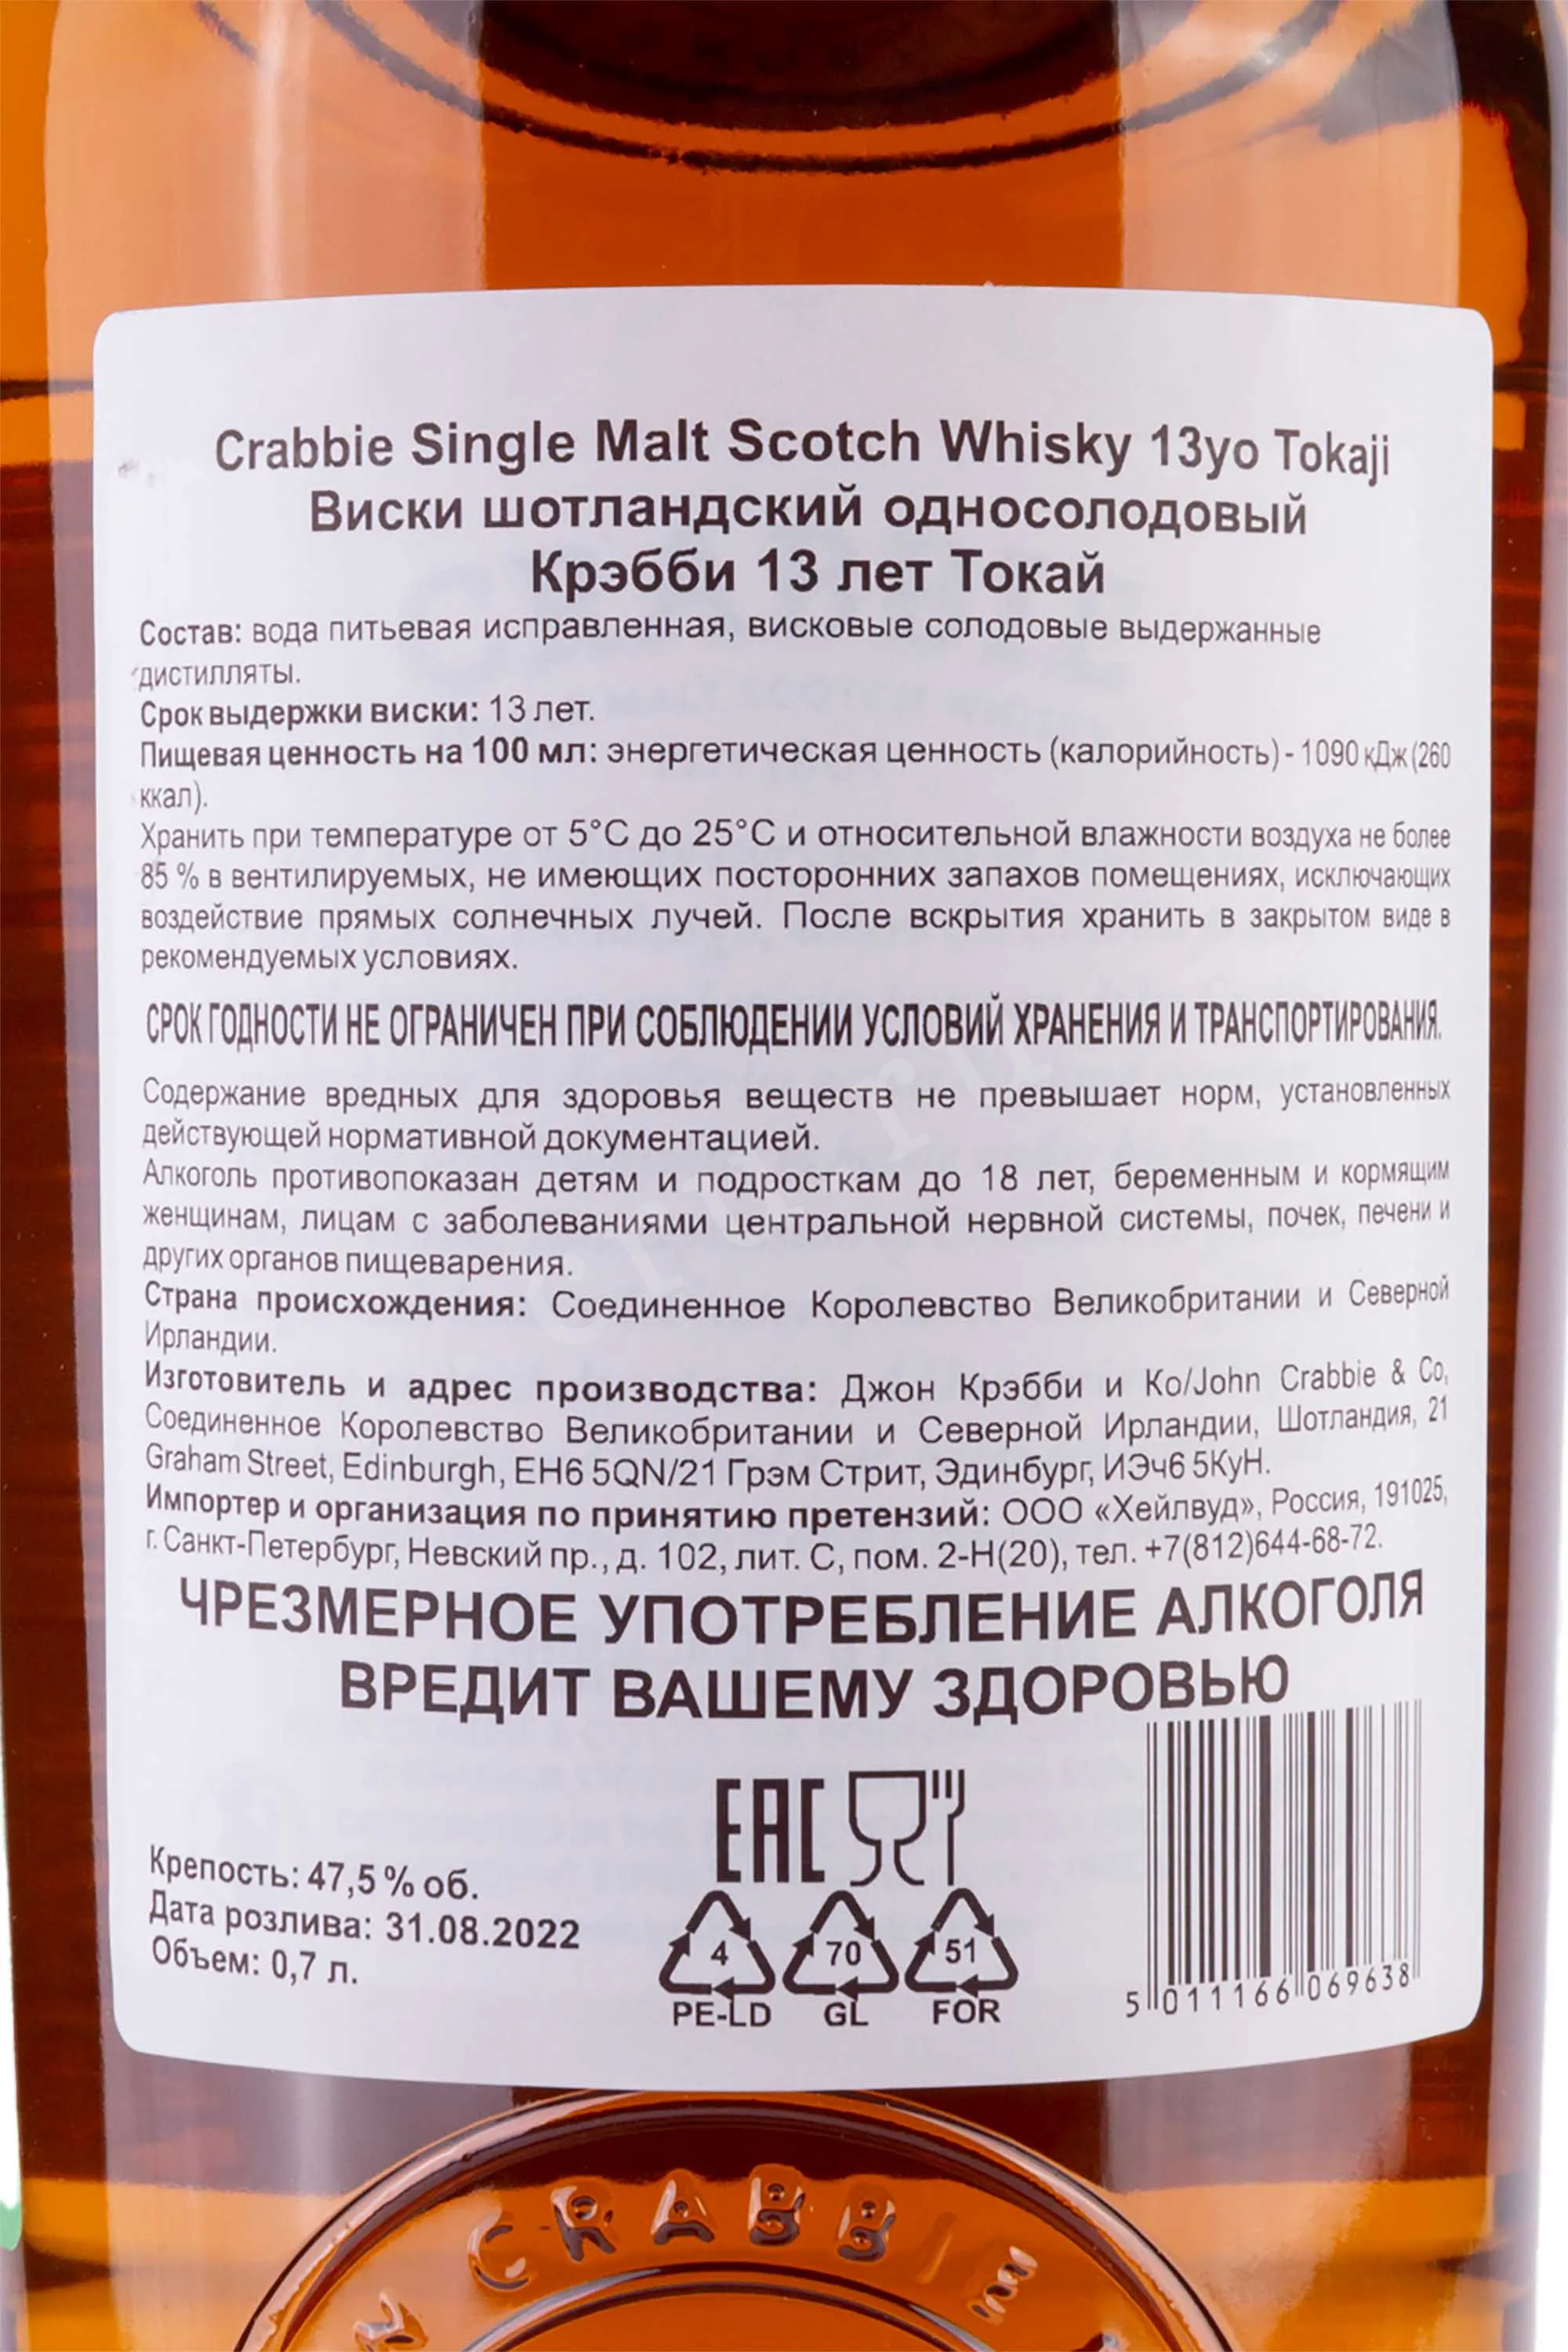 Crabbie Single Malt Scotch Whisky 13yo Tokaji
Виски шотландский односолодовый
Крэбби 13 лет Токай
Состав: вода питьевая исправленная, висковые солодовые выдержанные
дистилляты.
Срок выдержки виски: 13 лет.
Пищевая ценность на 100 мл: энергетическая ценность (калорийность) - 1090 кДж (260
ккал).
Хранить при температуре от 5°C до 25°C и относительной влажности воздуха не более
85 % в вентилируемых, не имеющих посторонних запахов помещениях, исключающих
воздействие прямых солнечных лучей. После вскрытия хранить в закрытом виде в
рекомендуемых условиях.
СРОК ГОДНОСТИ НЕ ОГРАНИЧЕН ПРИ СОБЛЮДЕНИИ УСЛОВИЙ ХРАНЕНИЯ И ТРАНСПОРТИРОВАНИЯ.
Содержание вредных для здоровья веществ не превышает норм, установленных
действующей нормативной документацией.
Алкоголь противопоказан детям и подросткам до 18 лет, беременным и кормящим
женщинам, лицам с заболеваниями центральной нервной системы, почек, печени и
других органов пищеварения.
Страна происхождения: Соединенное Королевство Великобритании и Северной
Ирландии.
Изготовитель и адрес производства: Джон Крэбби и Ко/John Crabbie & Co,
Соединенное Королевство Великобритании и Северной Ирландии, Шотландия, 21
Graham Street, Edinburgh, EH6 5QN/21 Грэм Стрит, Эдинбург, ИЭч6 5КуН.
Импортер и организация по принятию претензий: ООО «Хейлвуд», Россия, 191025,
г. Санкт-Петербург, Невский пр., д. 102, лит. С, пом. 2-Н(20), тел. +7(812)644-68-72.
ЧРЕЗМЕРНОЕ УПОТРЕБЛЕНИЕ АЛКОГОЛЯ
ВРЕДИТ ВАШЕМУ ЗДОРОВЬЮ
EAC
Крепость: 47,5 % об.
Дата розлива: 31.08.2022
Объем: 0,7 л.
4 70 51
PE-LD GL FOR
5 011166 069638
CRABBIE